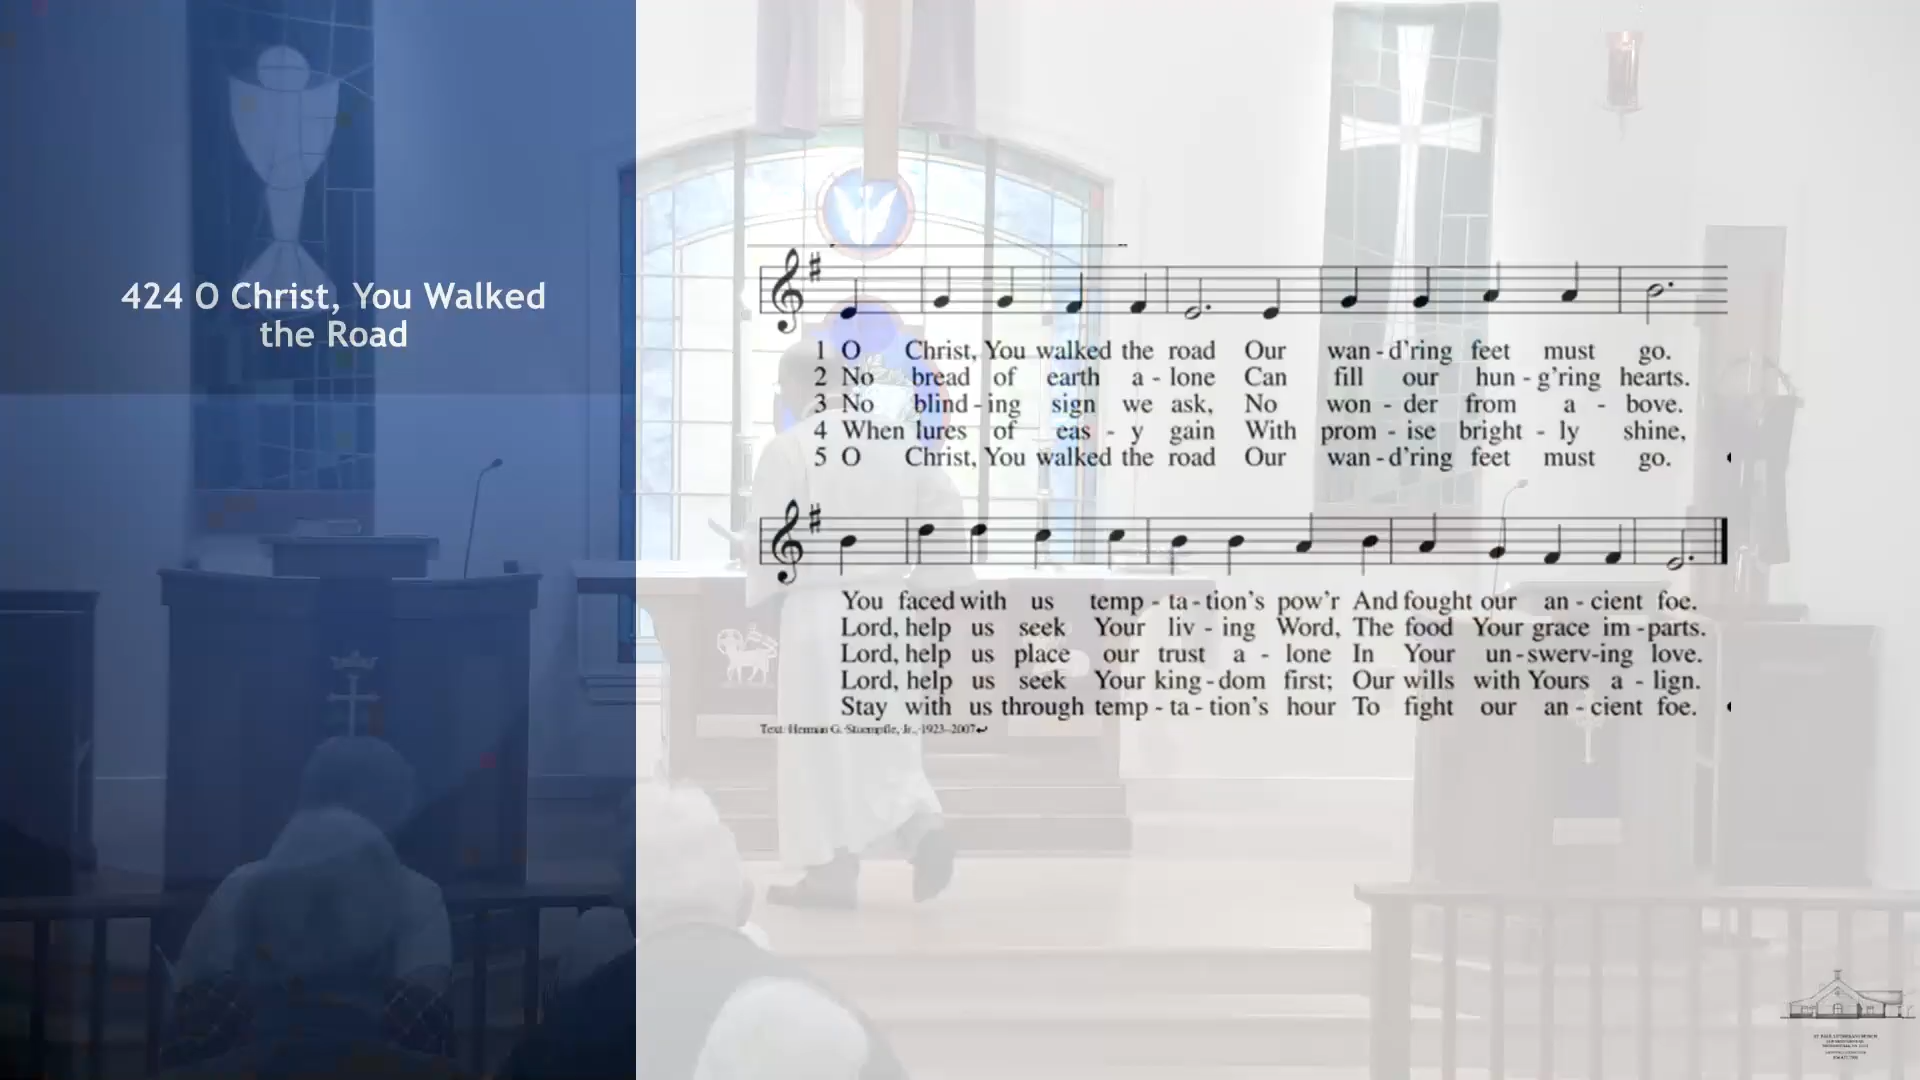 424 O Christ, You Walked
the Road
1 O Christ, You walked the road Our wan - d'ring feet must go.
2 No bread of earth a - lone Can fill our hun - g'ring hearts.
3 No blind - ing sign we ask, No won - der from a - bove.
4 When lures of eas - y gain With prom - ise bright - ly shine,
5 O Christ, You walked the road Our wan - d'ring feet must go.
You faced with us temp - ta - tion's pow'r And fought our an - cient foe.
Lord, help us seek Your liv - ing Word, The food Your grace im - parts.
Lord, help us place our trust a - lone In Your un - swerv - ing love.
Lord, help us seek Your king - dom first; Our wills with Yours a - lign.
Stay with us through temp - ta - tion's hour To fight our an - cient foe.
Text: Herman G. Stuempfle, Jr., 1923–2007